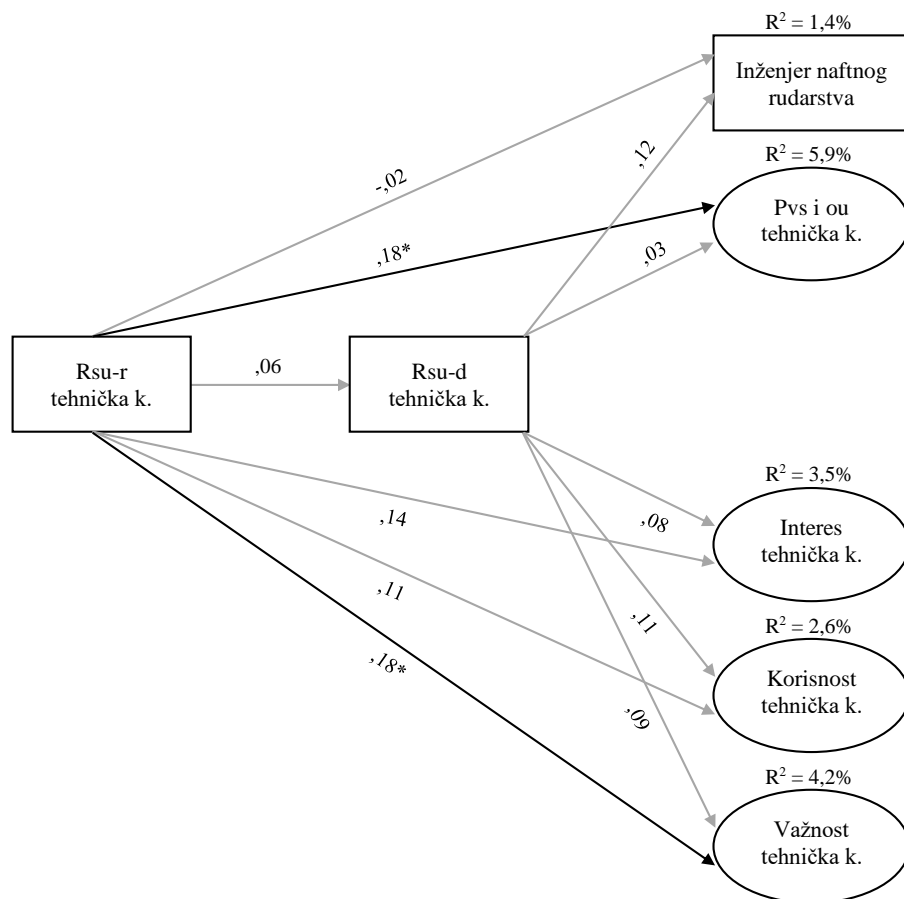 R² = 1,4%
Inženjer naftnog
rudarstva
,12
-,02
R² = 5,9%
Pvs i ou
tehnička k.
,18*
,03
Rsu-r
tehnička k.
,06
Rsu-d
tehnička k.
R² = 3,5%
Interes
tehnička k.
,14
,08
,11
,11
R² = 2,6%
Korisnost
tehnička k.
,18*
,09
R² = 4,2%
Važnost
tehnička k.